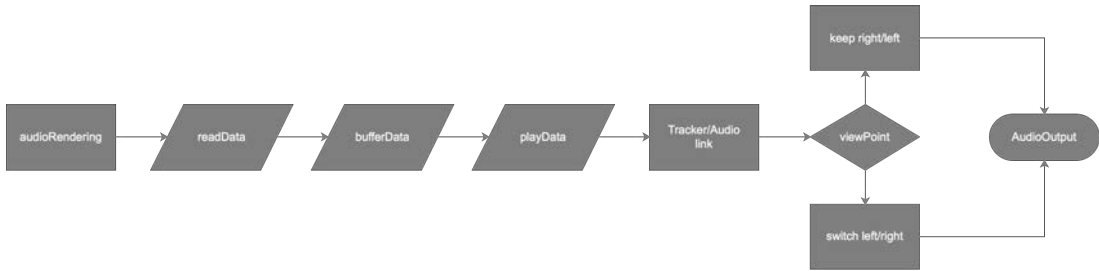 keep right/left
audioRendering
readData
bufferData
playData
Tracker/Audio
link
viewPoint
AudioOutput
switch left/right